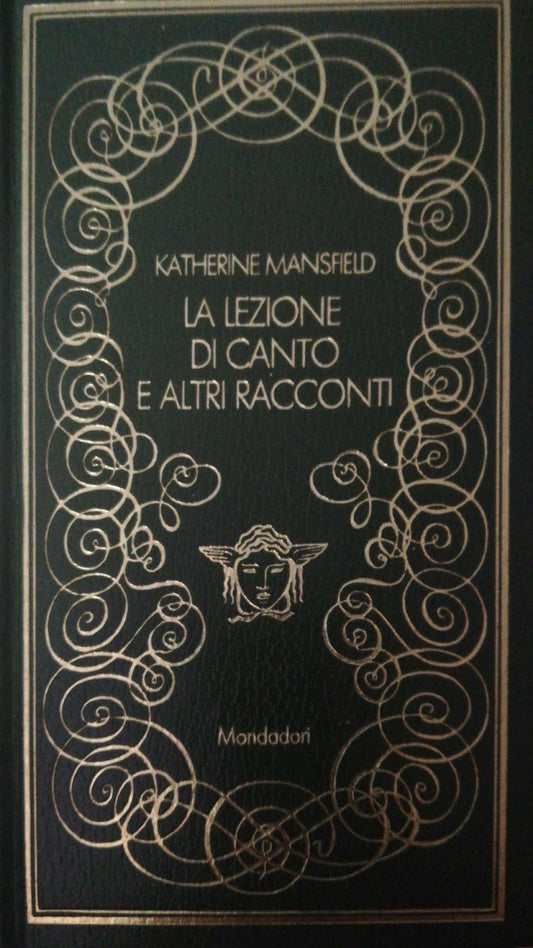 KATHERINE MANSFIELD
LA LEZIONE
DI CANTO
E ALTRI RACCONTI
Mondadori